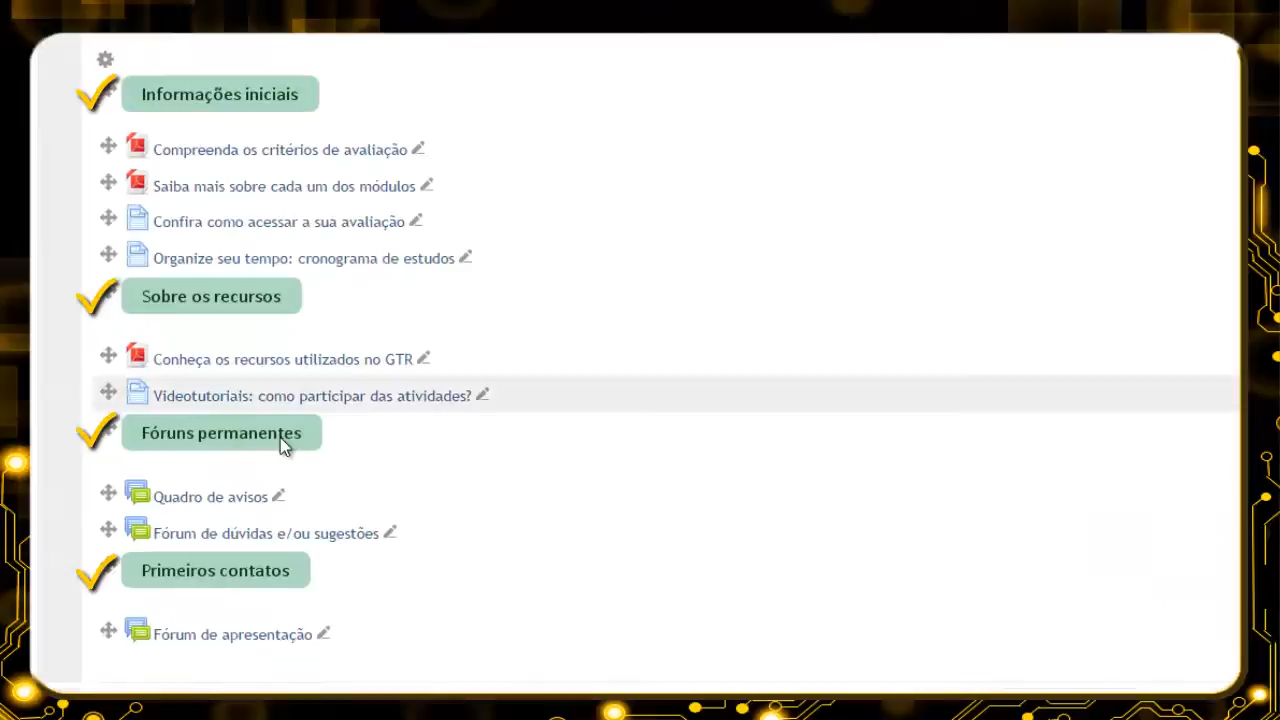 Informações iniciais
Compreenda os critérios de avaliação
Saiba mais sobre cada um dos módulos
Confira como acessar a sua avaliação
Organize seu tempo: cronograma de estudos
Sobre os recursos
Conheça os recursos utilizados no GTR
Videotutoriais: como participar das atividades?
Fóruns permanentes
Quadro de avisos
Fórum de dúvidas e/ou sugestões
Primeiros contatos
Fórum de apresentação